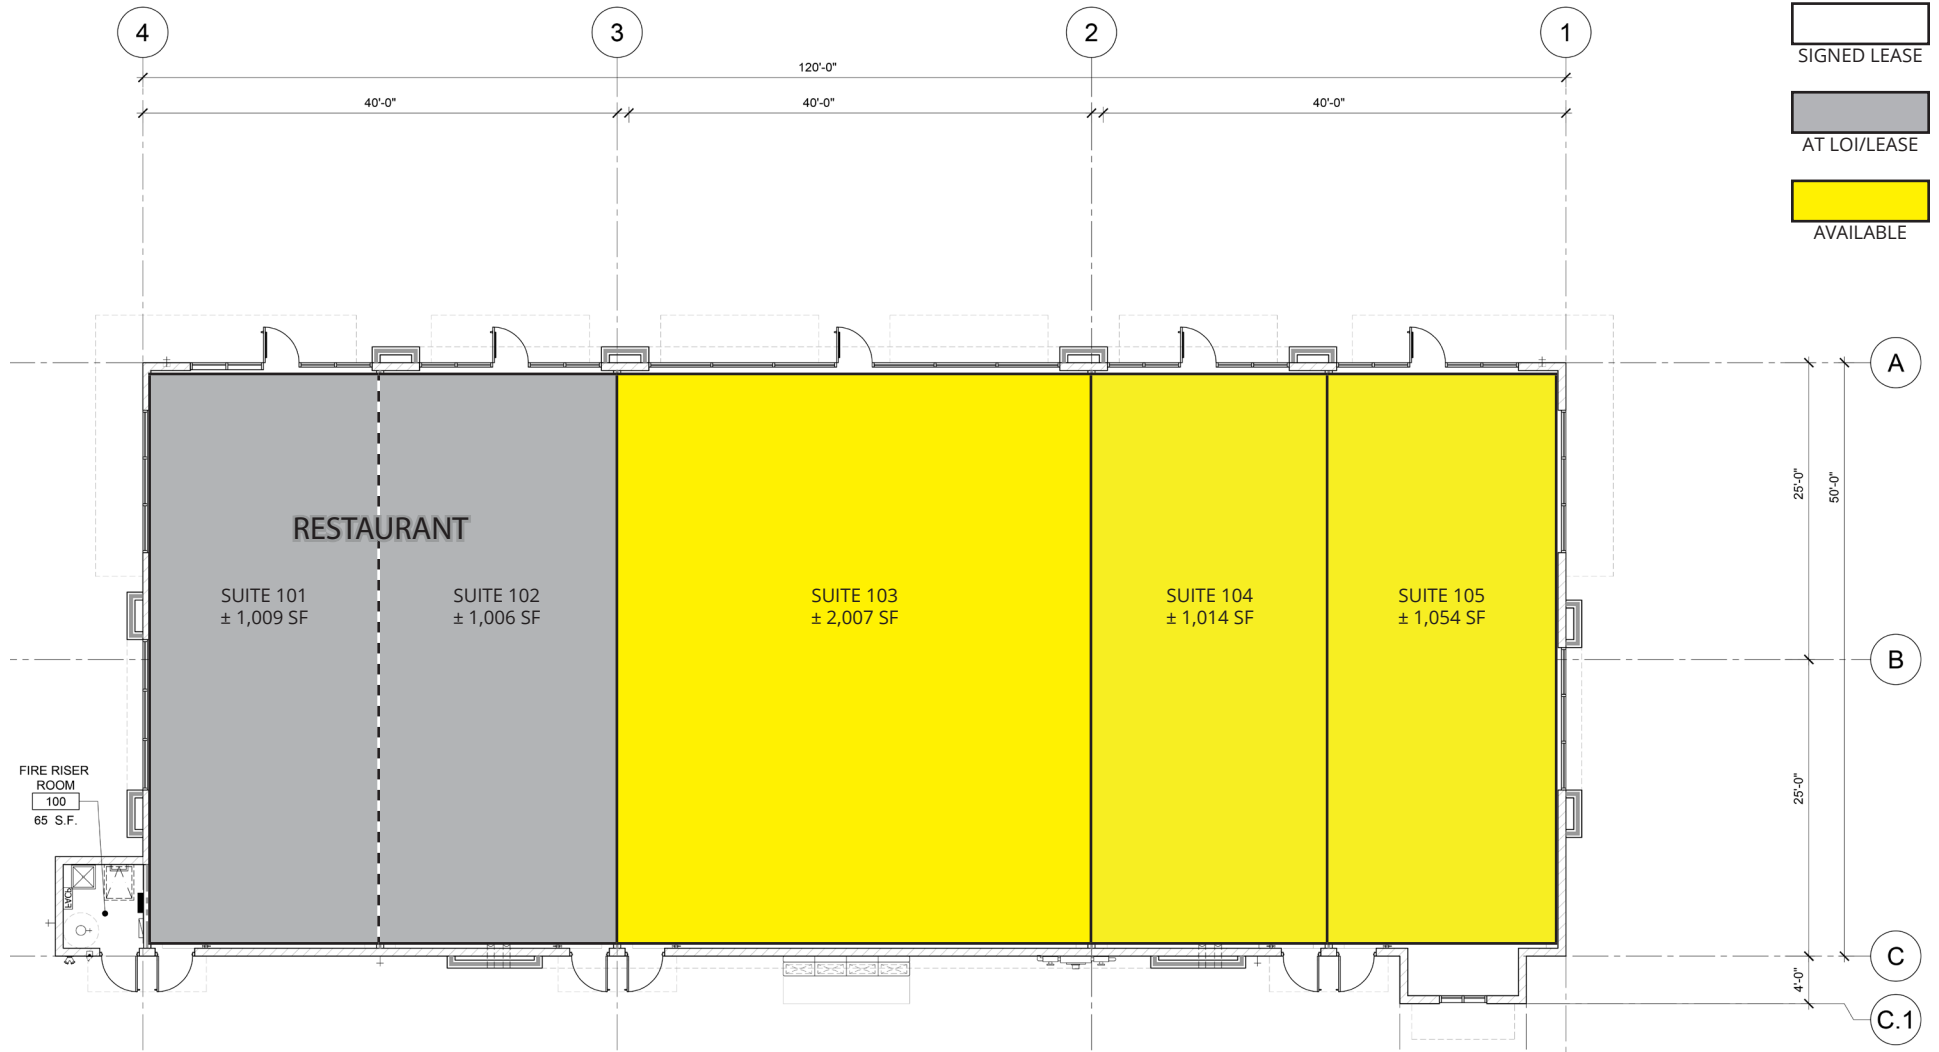 4
3
2
1
120'-0"
40'-0"
40'-0"
40'-0"
SIGNED LEASE
AT LOI/LEASE
AVAILABLE
A
RESTAURANT
SUITE 101
± 1,009 SF
SUITE 102
± 1,006 SF
SUITE 103
± 2,007 SF
SUITE 104
± 1,014 SF
SUITE 105
± 1,054 SF
25'-0"
50'-0"
B
FIRE RISER
ROOM
100
65 S.F.
FACP
25'-0"
C
4'-0"
C.1